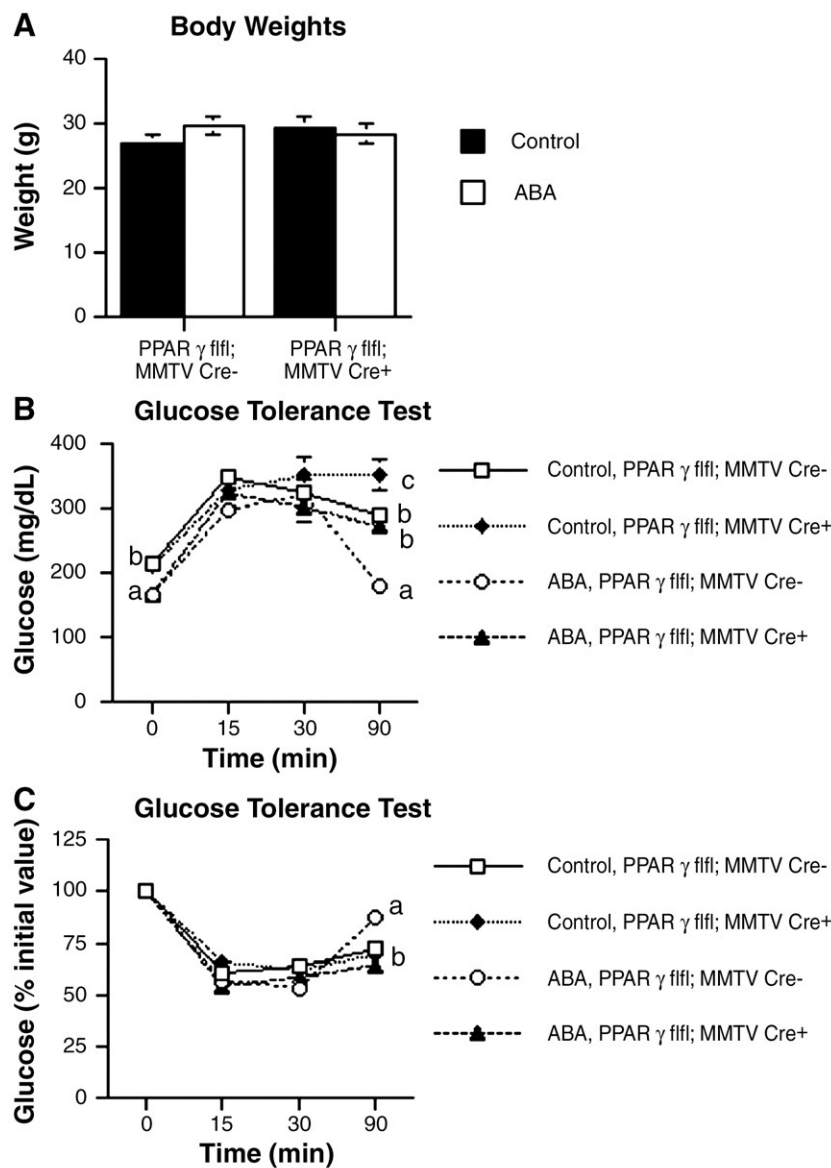 A
Body Weights
Weight (g)
40
30
20
10
0
PPAR γ flfl;
MMTV Cre-
PPAR γ flfl;
MMTV Cre+
Control
ABA
B
Glucose Tolerance Test
Glucose (mg/dL)
400
300
200
100
0
b
a
c
b
b
a
0 15 30 90
Time (min)
Control, PPAR γ flfl; MMTV Cre-
Control, PPAR γ flfl; MMTV Cre+
ABA, PPAR γ flfl; MMTV Cre-
ABA, PPAR γ flfl; MMTV Cre+
C
Glucose Tolerance Test
Glucose (% initial value)
125
100
75
50
25
0
a
b
0 15 30 90
Time (min)
Control, PPAR γ flfl; MMTV Cre-
Control, PPAR γ flfl; MMTV Cre+
ABA, PPAR γ flfl; MMTV Cre-
ABA, PPAR γ flfl; MMTV Cre+